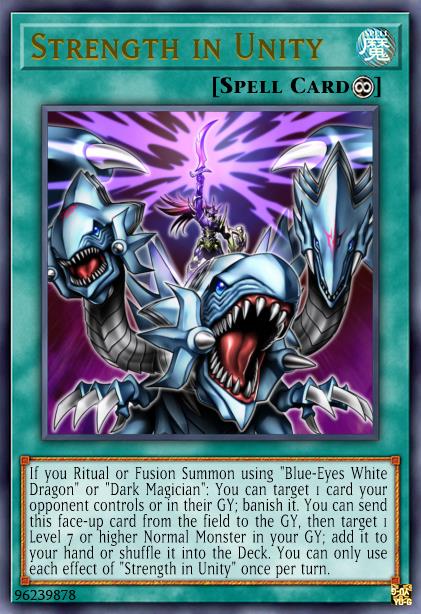 Strength in Unity
SPELL
魔
[Spell Card]
If you Ritual or Fusion Summon using "Blue-Eyes White
Dragon" or "Dark Magician": You can target 1 card your
opponent controls or in their GY; banish it. You can send
this face-up card from the field to the GY, then target 1
Level 7 or higher Normal Monster in your GY; add it to
your hand or shuffle it into the Deck. You can only use
each effect of "Strength in Unity" once per turn.
96239878